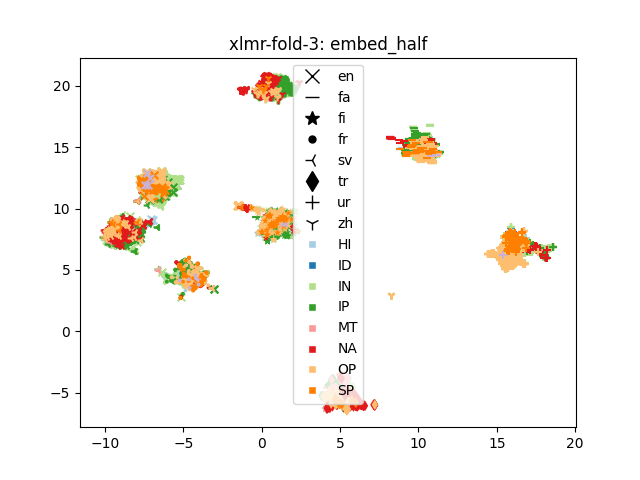 xlmr-fold-3: embed_half
20
15
10
5
0
−5
−10
−5
0
5
10
15
20
en
fa
fi
fr
sv
tr
ur
zh
HI
ID
IN
IP
MT
NA
OP
SP